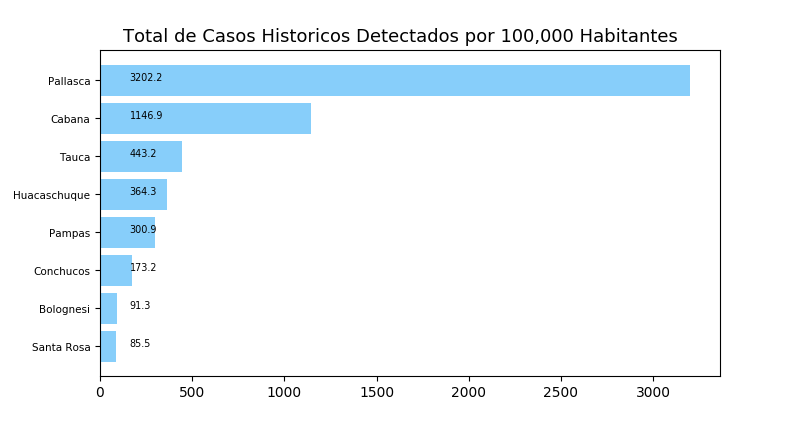 Total de Casos Historicos Detectados por 100,000 Habitantes
Pallasca 3202.2
Cabana 1146.9
Tauca 443.2
Huacaschuque 364.3
Pampas 300.9
Conchucos 173.2
Bolognesi 91.3
Santa Rosa 85.5
0 500 1000 1500 2000 2500 3000